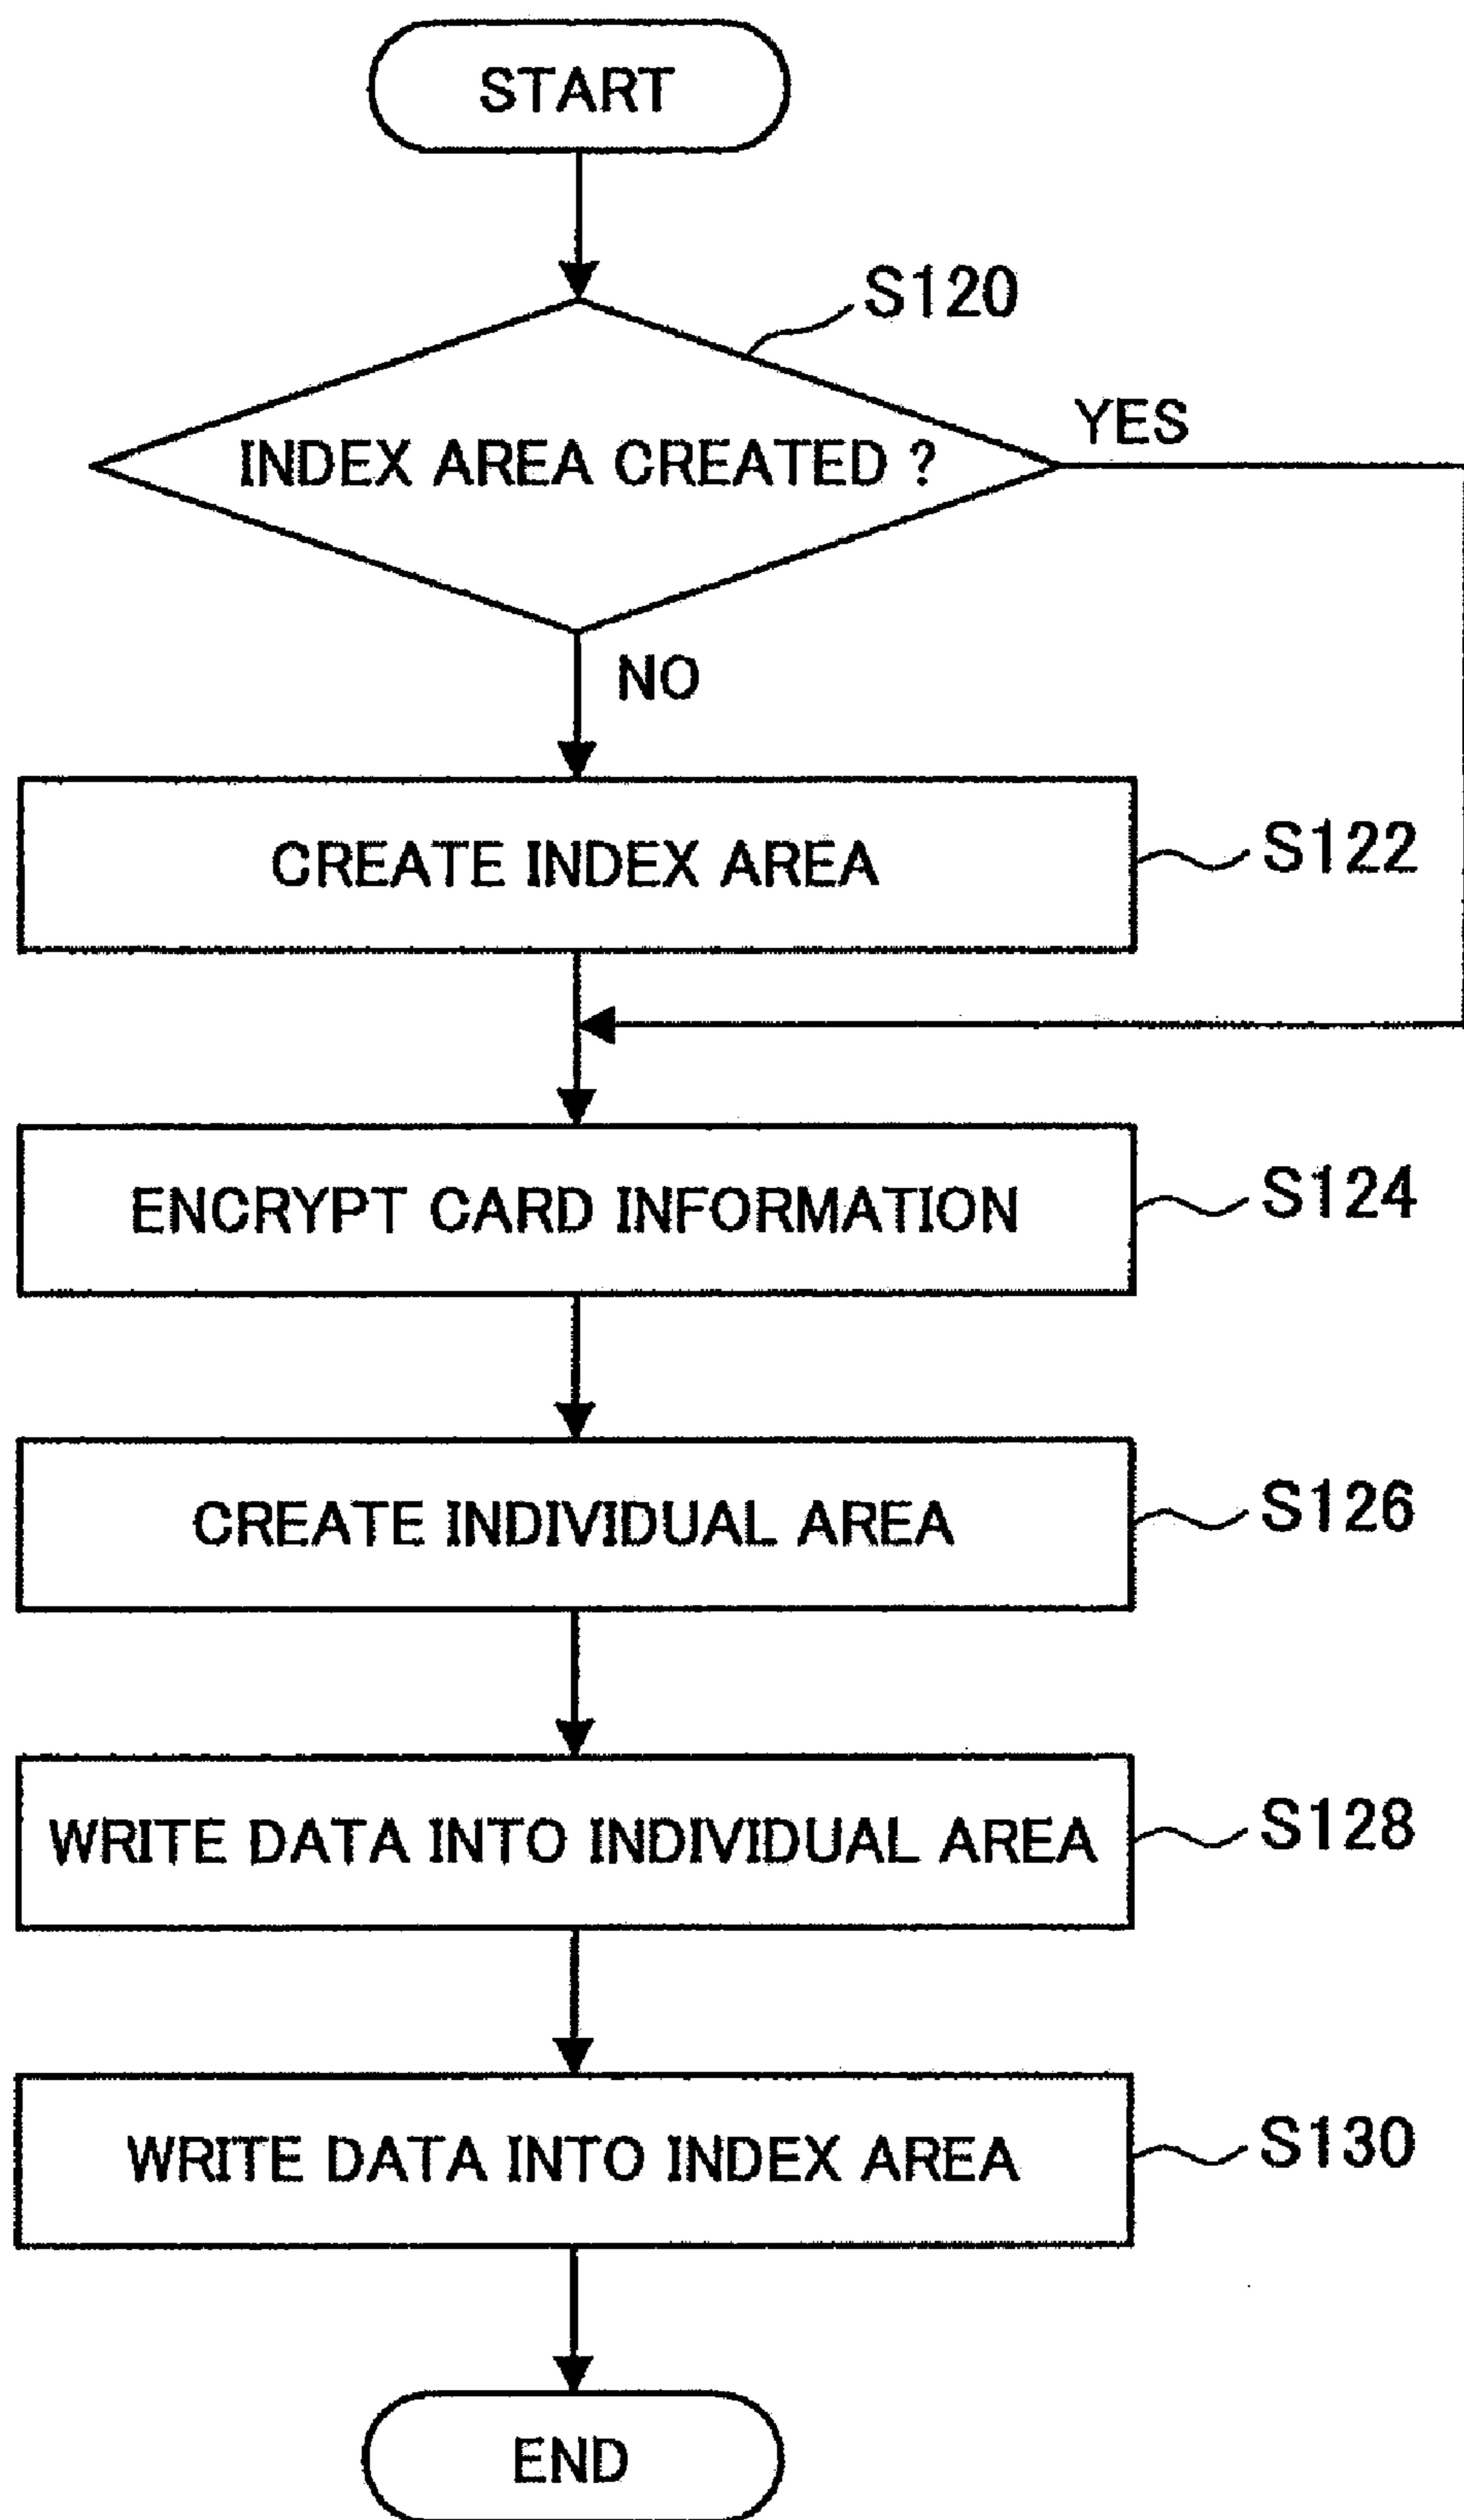 START
S120
INDEX AREA CREATED ?
YES
NO
CREATE INDEX AREA
S122
ENCRYPT CARD INFORMATION
S124
CREATE INDIVIDUAL AREA
S126
WRITE DATA INTO INDIVIDUAL AREA
S128
WRITE DATA INTO INDEX AREA
S130
END